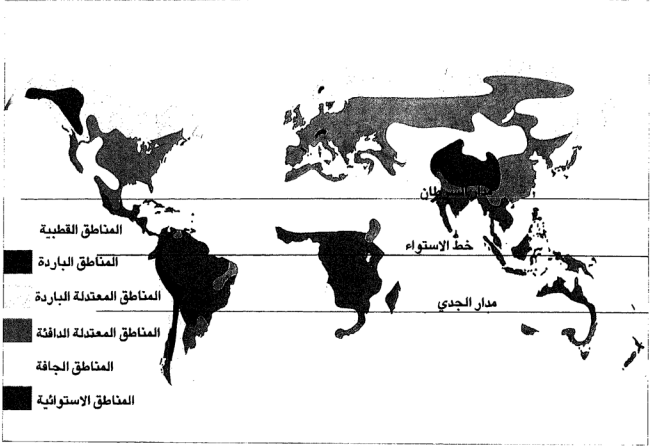 خط الاستواء
مدار الجدي
المناطق القطبية
المناطق الباردة
المناطق المعتدلة الباردة
المناطق المعتدلة الدافئة
المناطق الجافة
المناطق الاستوائية